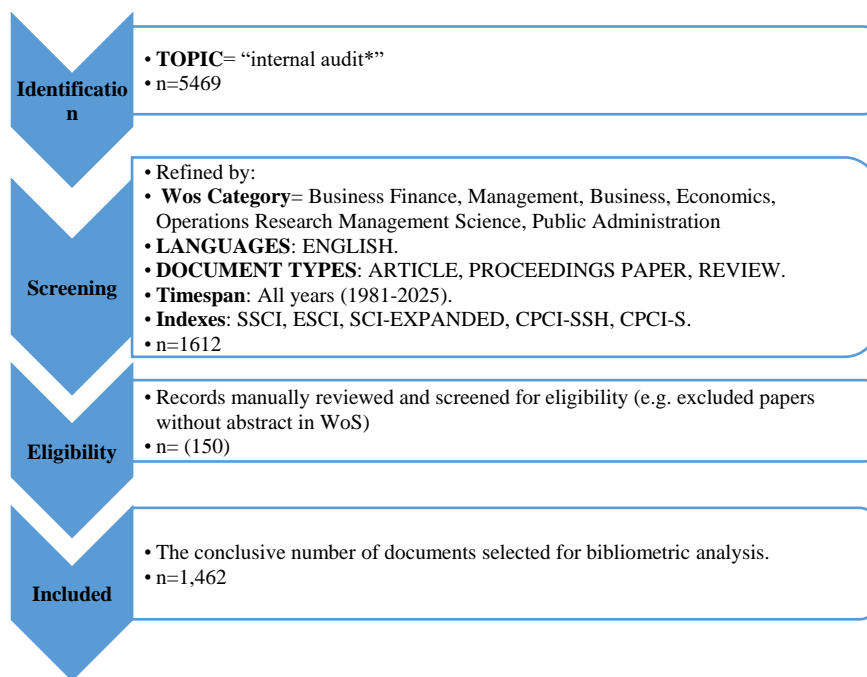 Identificatio
n
• TOPIC= “internal audit*”
• n=5469
Screening
• Refined by:
• Wos Category= Business Finance, Management, Business, Economics,
Operations Research Management Science, Public Administration
• LANGUAGES: ENGLISH.
• DOCUMENT TYPES: ARTICLE, PROCEEDINGS PAPER, REVIEW.
• Timespan: All years (1981-2025).
• Indexes: SSCI, ESCI, SCI-EXPANDED, CPCI-SSH, CPCI-S.
• n=1612
Eligibility
• Records manually reviewed and screened for eligibility (e.g. excluded papers
without abstract in WoS)
• n= (150)
Included
• The conclusive number of documents selected for bibliometric analysis.
• n=1,462